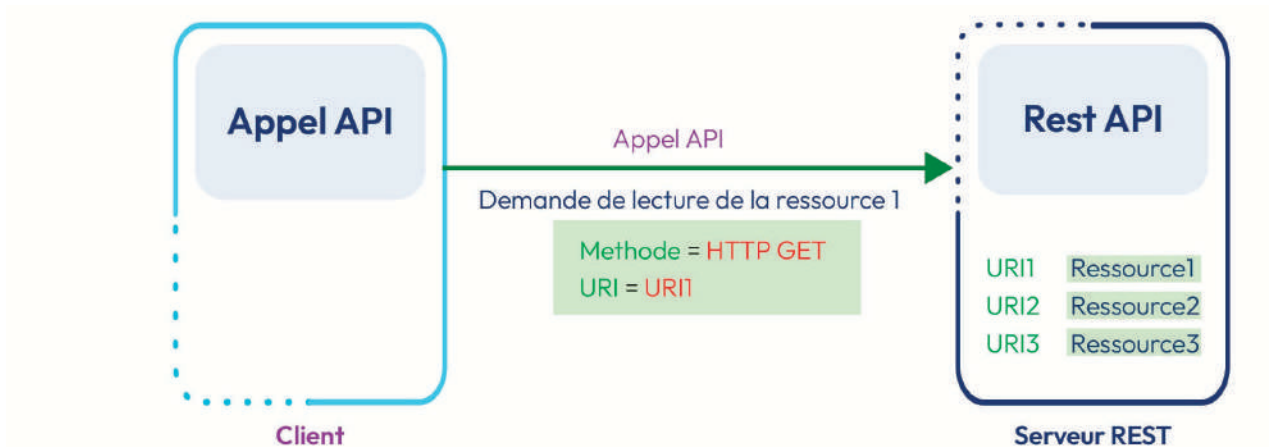 Appel API
Appel API
Demande de lecture de la ressource 1
Methode = HTTP GET
URI = URI1
Client
Rest API
URI1 Ressource1
URI2 Ressource2
URI3 Ressource3
Serveur REST